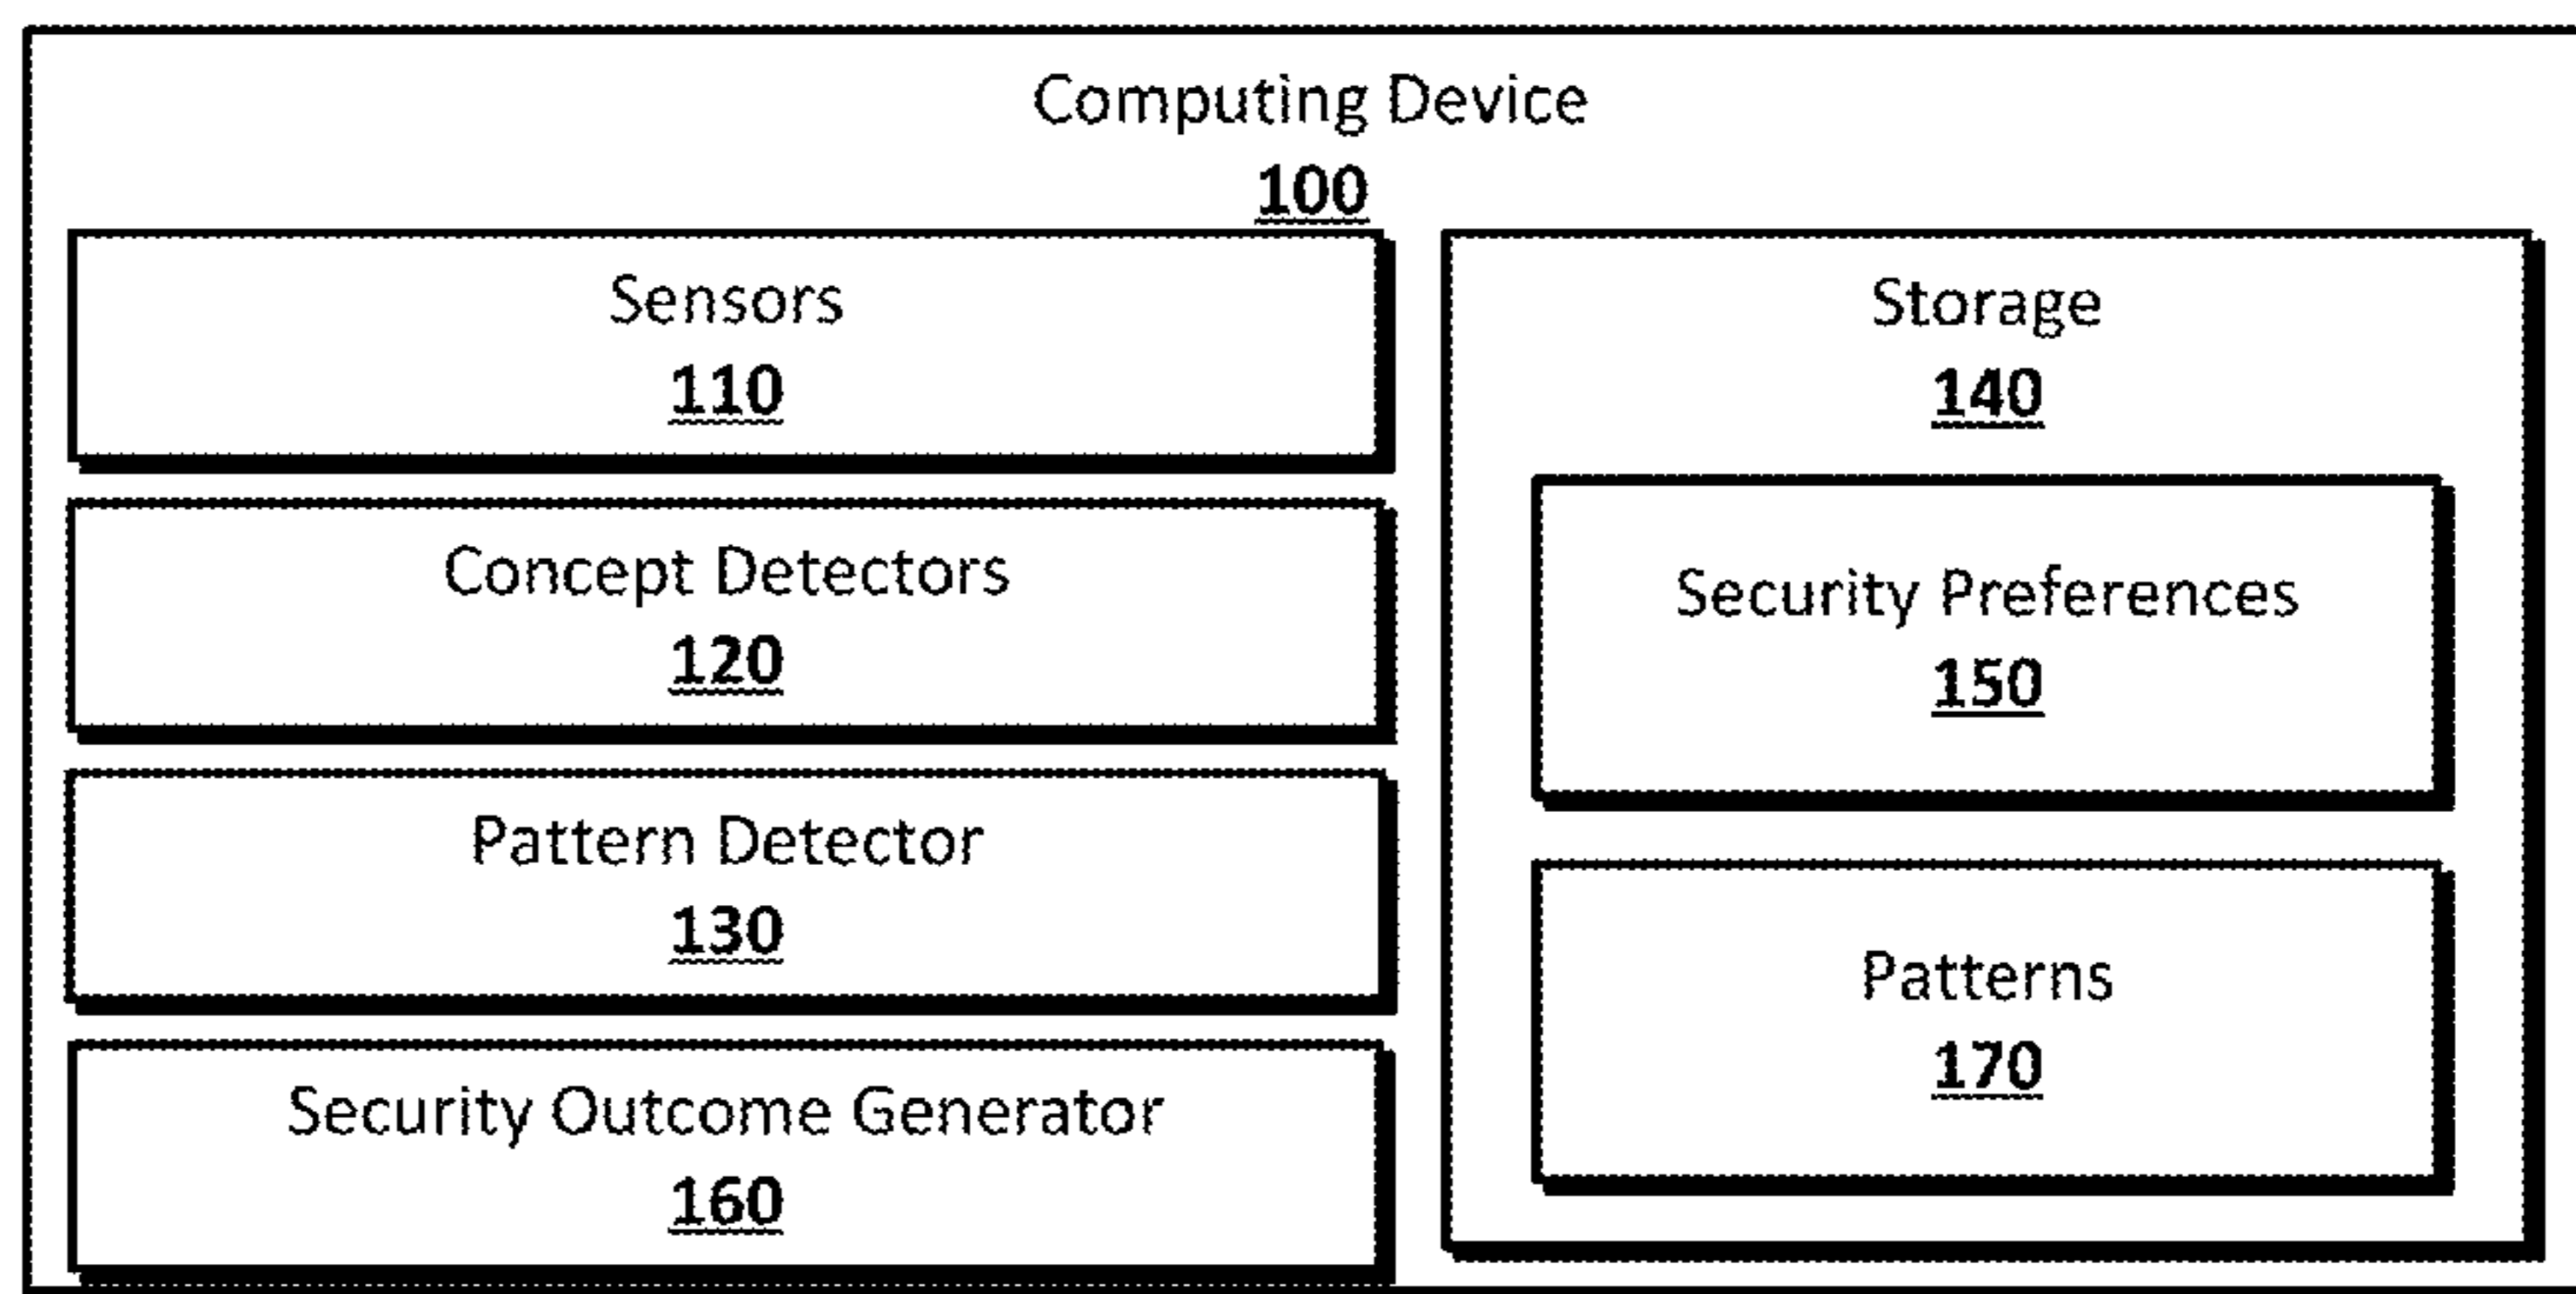 Computing Device
100
Sensors
110
Concept Detectors
120
Pattern Detector
130
Security Outcome Generator
160
Storage
140
Security Preferences
150
Patterns
170